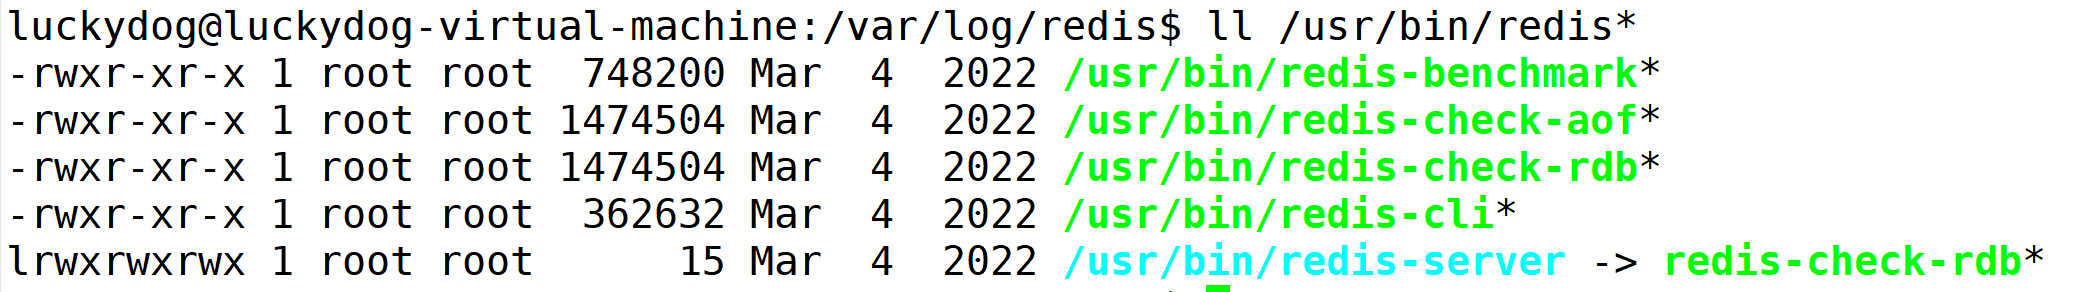 luckydog@luckydog-virtual-machine:/var/log/redis$ ll /usr/bin/redis*
-rwxr-xr-x 1 root root  748200 Mar  4  2022 /usr/bin/redis-benchmark*
-rwxr-xr-x 1 root root 1474504 Mar  4  2022 /usr/bin/redis-check-aof*
-rwxr-xr-x 1 root root 1474504 Mar  4  2022 /usr/bin/redis-check-rdb*
-rwxr-xr-x 1 root root  362632 Mar  4  2022 /usr/bin/redis-cli*
lrwxrwxrwx 1 root root      15 Mar  4  2022 /usr/bin/redis-server -> redis-check-rdb*